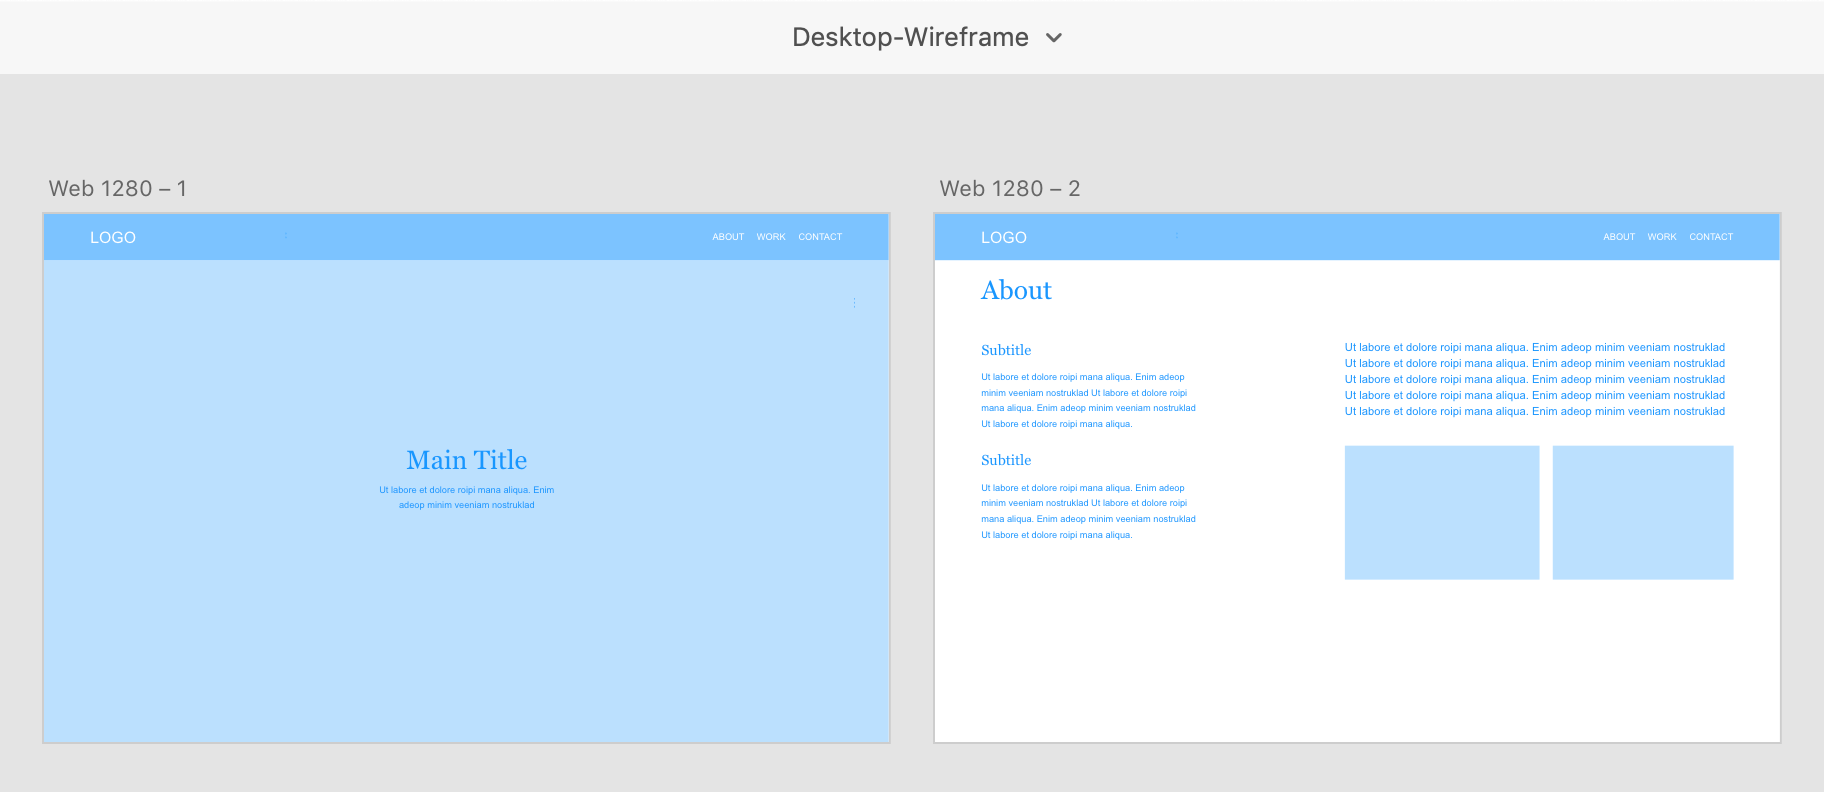 Desktop-Wireframe
Web 1280 – 1
LOGO
ABOUT WORK CONTACT
Main Title
Ut labore et dolore roipi mana aliqua. Enim
adeop minim veeniam nostruklad
Web 1280 – 2
LOGO
ABOUT WORK CONTACT
About
Subtitle
Ut labore et dolore roipi mana aliqua. Enim adeop
minim veeniam nostruklad Ut labore et dolore roipi
mana aliqua. Enim adeop minim veeniam nostruklad
Ut labore et dolore roipi mana aliqua.
Subtitle
Ut labore et dolore roipi mana aliqua. Enim adeop
minim veeniam nostruklad Ut labore et dolore roipi
mana aliqua. Enim adeop minim veeniam nostruklad
Ut labore et dolore roipi mana aliqua.
Ut labore et dolore roipi mana aliqua. Enim adeop minim veeniam nostruklad
Ut labore et dolore roipi mana aliqua. Enim adeop minim veeniam nostruklad
Ut labore et dolore roipi mana aliqua. Enim adeop minim veeniam nostruklad
Ut labore et dolore roipi mana aliqua. Enim adeop minim veeniam nostruklad
Ut labore et dolore roipi mana aliqua. Enim adeop minim veeniam nostruklad